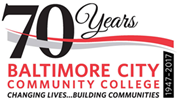 70 Years
BALTIMORE CITY
COMMUNITY COLLEGE
CHANGING LIVES...BUILDING COMMUNITIES
1947-2017